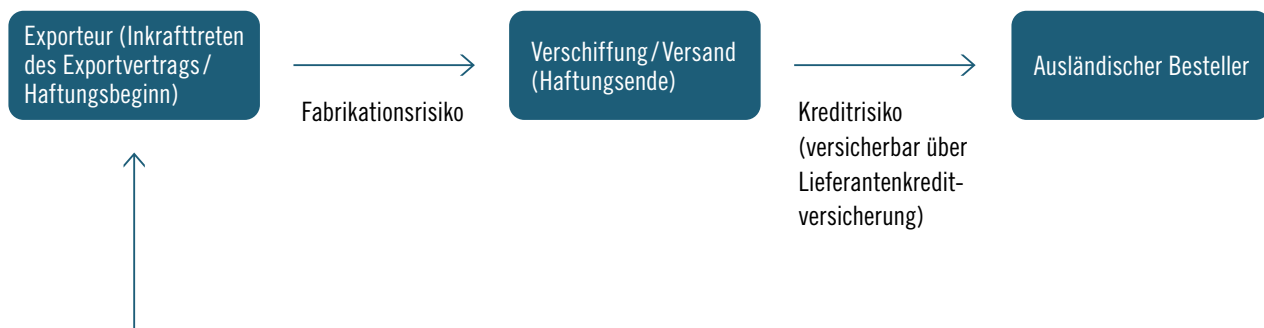 Exporteur (Inkrafttreten
des Exportvertrags/
Haftungsbeginn)
Fabrikationsrisiko
Verschiffung/Versand
(Haftungsende)
Kreditrisiko
(versicherbar über
Lieferantenkredit-
versicherung)
Ausländischer Besteller